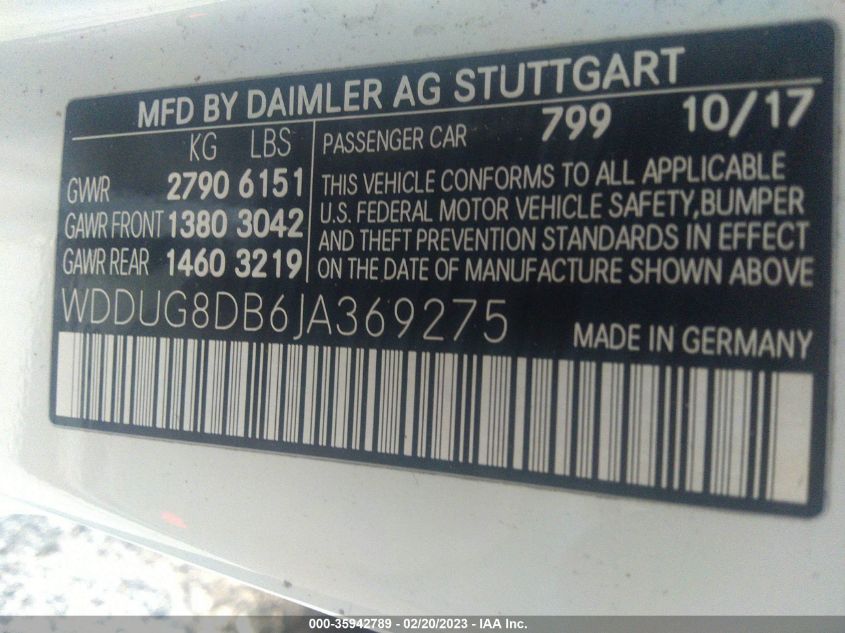 MFD BY DAIMLER AG STUTTGART
KG LBS
GWWR 2790 6151
GAWR FRONT 1380 3042
GAWR REAR 1460 3219
PASSENGER CAR 799 10/17
THIS VEHICLE CONFORMS TO ALL APPLICABLE
U.S. FEDERAL MOTOR VEHICLE SAFETY, BUMPER
AND THEFT PREVENTION STANDARDS IN EFFECT
ON THE DATE OF MANUFACTURE SHOWN ABOVE
WDDUG8DB6JA369275
MADE IN GERMANY
000-35942789 - 02/20/2023 - IAA Inc.